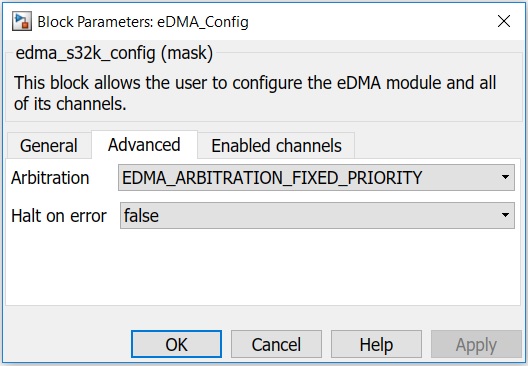 Block Parameters: eDMA_Config
edma_s32k_config (mask)
This block allows the user to configure the eDMA module and all
of its channels.
General Advanced Enabled channels
Arbitration EDMA_ARBITRATION_FIXED_PRIORITY
Halt on error false
OK Cancel Help Apply